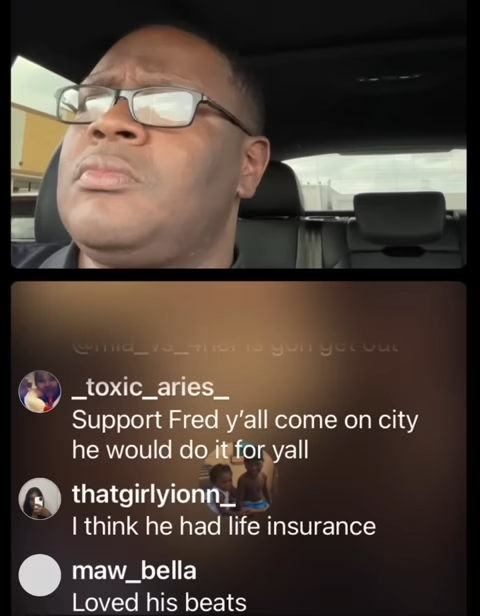 _toxic_aries_
Support Fred y’all come on city
he would do it for yall
thatgirlyionn_
I think he had life insurance
maw_bella
Loved his beats